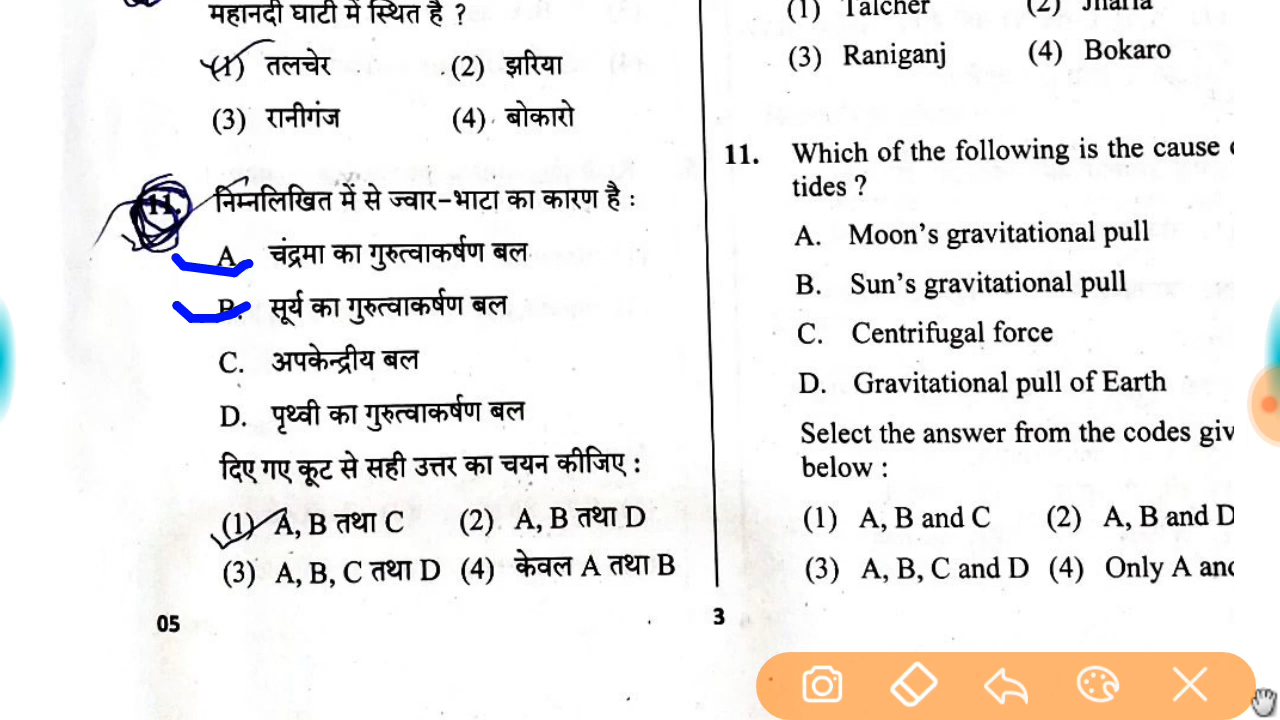 महानदी घाटी में स्थित है ?
(1) तलचेर (2) झरिया
(3) रानीगंज (4) बोकारो
11. निम्नलिखित में से ज्वार-भाटा का कारण है :
A. चंद्रमा का गुरुत्वाकर्षण बल
B. सूर्य का गुरुत्वाकर्षण बल
C. अपकेन्द्रीय बल
D. पृथ्वी का गुरुत्वाकर्षण बल
दिए गए कूट से सही उत्तर का चयन कीजिए :
(1) A, B तथा C (2) A, B तथा D
(3) A, B, C तथा D (4) केवल A तथा B
(1) Talcher (2) Jharia
(3) Raniganj (4) Bokaro
11. Which of the following is the cause
tides ?
A. Moon's gravitational pull
B. Sun's gravitational pull
C. Centrifugal force
D. Gravitational pull of Earth
Select the answer from the codes giv
below :
(1) A, B and C (2) A, B and D
(3) A, B, C and D (4) Only A and
05 3